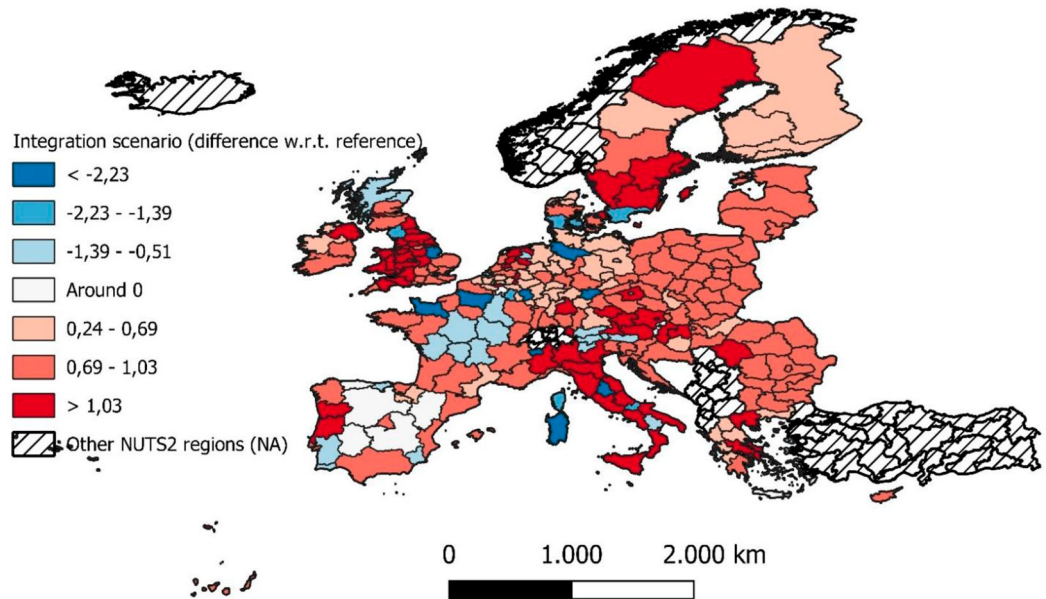 Integration scenario (difference w.r.t. reference)
< -2,23
-2,23 - -1,39
-1,39 - -0,51
Around 0
0,24 - 0,69
0,69 - 1,03
> 1,03
Other NUTS2 regions (NA)
0 1.000 2.000 km